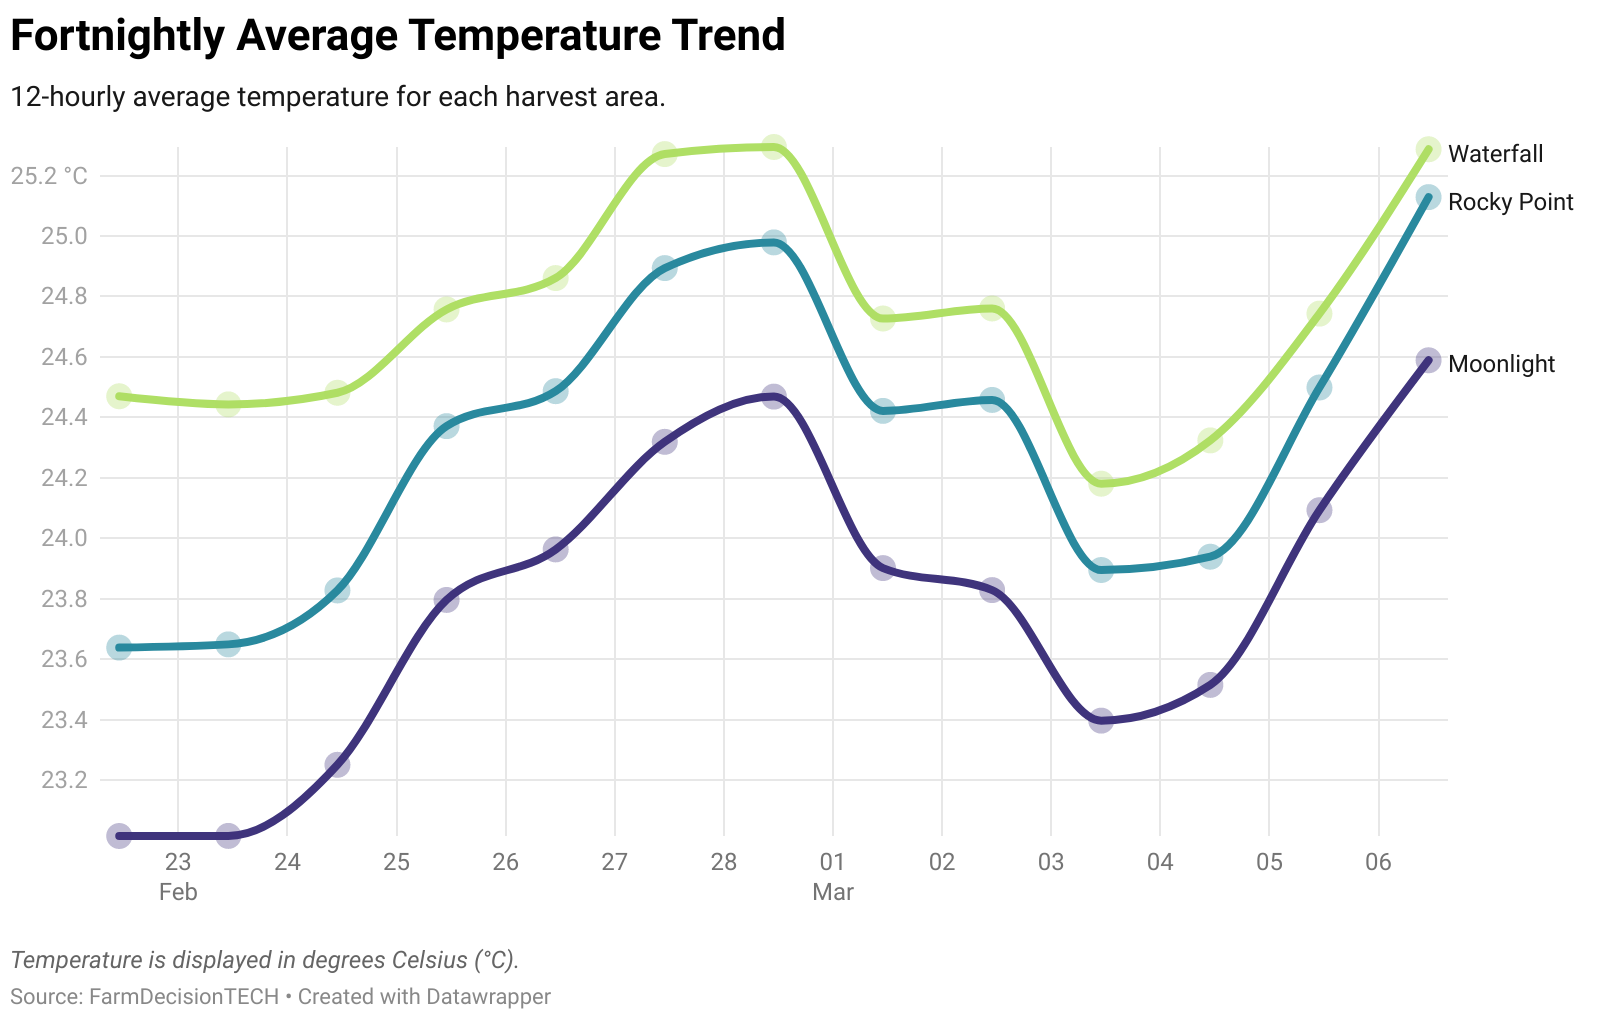 Fortnightly Average Temperature Trend
12-hourly average temperature for each harvest area.
Waterfall
25.2 °C
Rocky Point
25.0
24.8
24.6
Moonlight
24.4
24.2
24.0
23.8
23.6
23.4
23.2
23 24 25 26 27 28 01 02 03 04 05 06
Feb Mar
Temperature is displayed in degrees Celsius (°C).
Source: FarmDecisionTECH • Created with Datawrapper